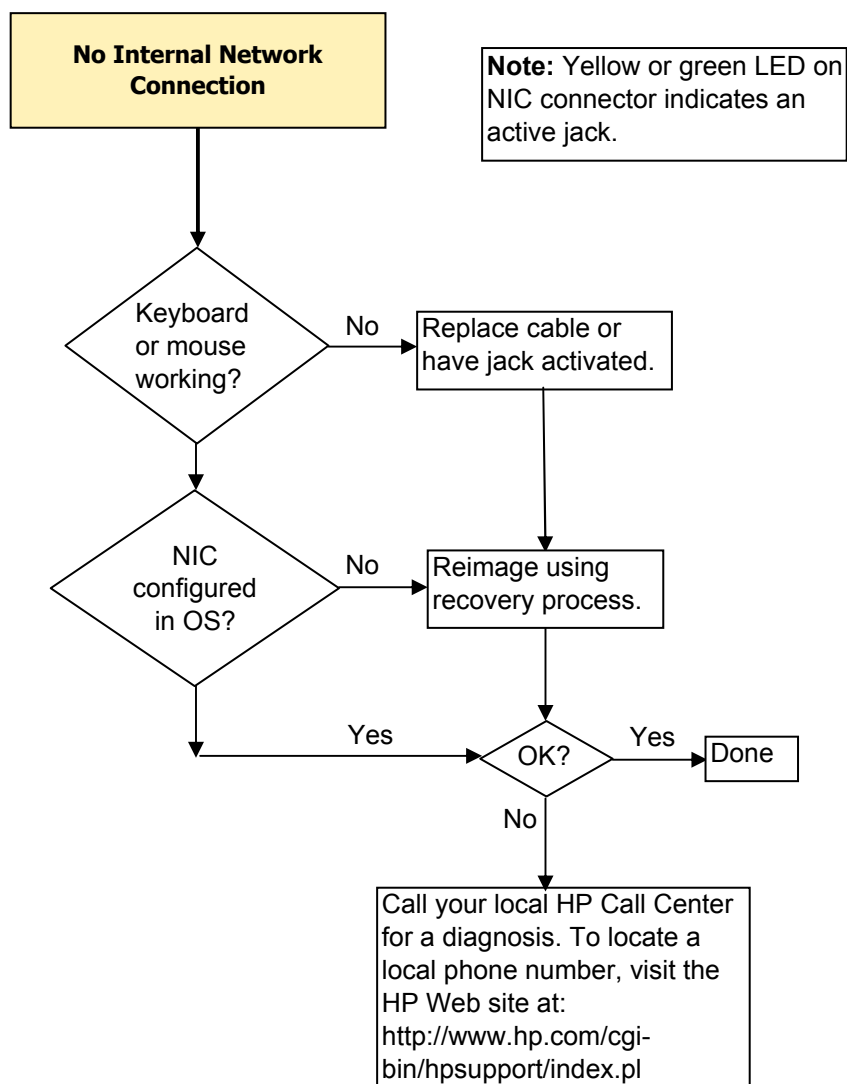 No Internal Network
Connection
Note: Yellow or green LED on
NIC connector indicates an
active jack.
Keyboard
or mouse
working?
No
Replace cable or
have jack activated.
NIC
configured
in OS?
No
Reimage using
recovery process.
Yes
OK?
Yes
Done
No
Call your local HP Call Center
for a diagnosis. To locate a
local phone number, visit the
HP Web site at:
http://www.hp.com/cgi-
bin/hpsupport/index.pl